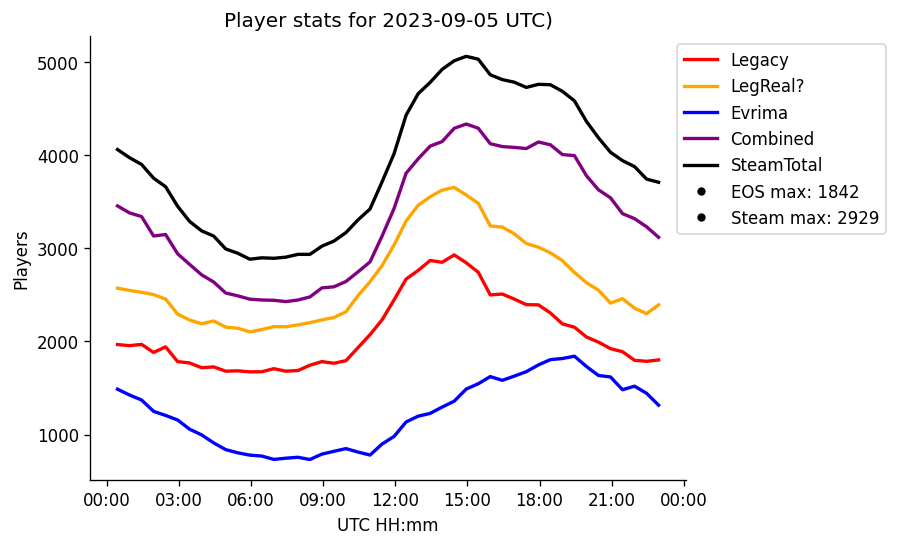 Player stats for 2023-09-05 UTC)
Players
5000
4000
3000
2000
1000
00:00 03:00 06:00 09:00 12:00 15:00 18:00 21:00 00:00
UTC HH:mm
Legacy
LegReal?
Evrima
Combined
SteamTotal
EOS max: 1842
Steam max: 2929